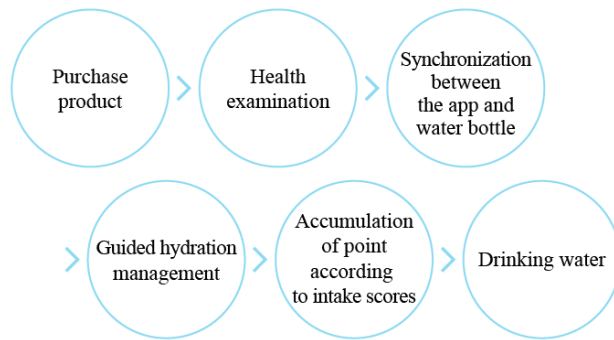 Purchase
product
Health
examination
Synchronization
between
the app and
water bottle
Guided hydration
management
Accumulation
of point
according
to intake scores
Drinking water